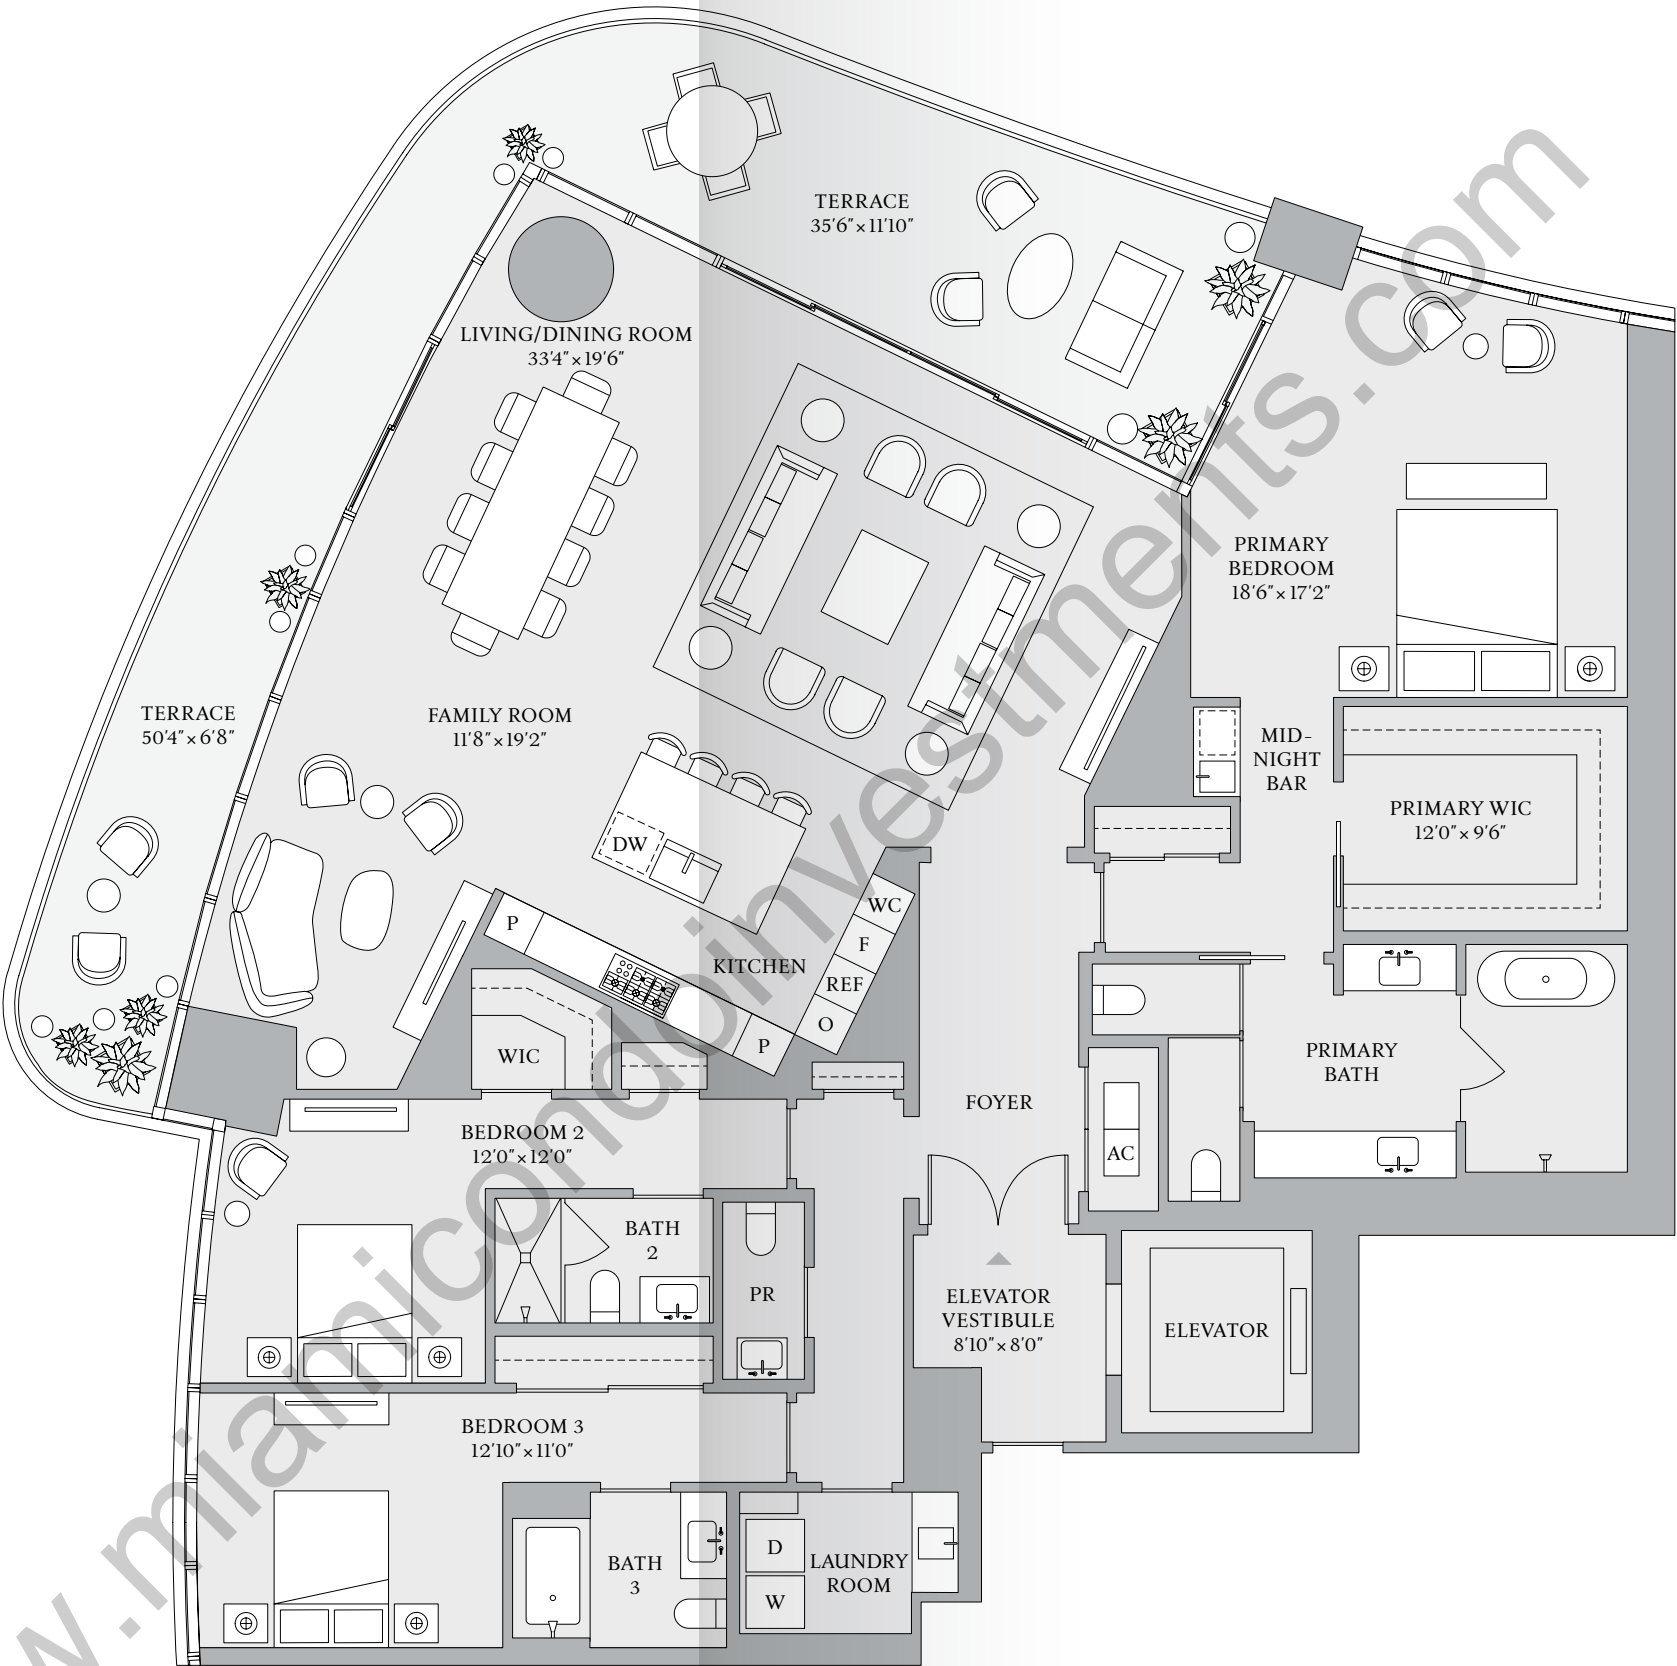 TERRACE
35'6"×11'10"
LIVING/DINING ROOM
33'4"×19'6"
PRIMARY
BEDROOM
18'6"×17'2"
TERRACE
50'4"×6'8"
FAMILY ROOM
11'8"×19'2"
MID-
NIGHT
BAR
PRIMARY WIC
12'0"×9'6"
DW
WC
P
F
KITCHEN
REF
O
P
WIC
PRIMARY
BATH
FOYER
BEDROOM 2
12'0"×12'0"
AC
BATH
2
PR
ELEVATOR
VESTIBULE
8'10"×8'0"
ELEVATOR
BEDROOM 3
12'10"×11'0"
D
LAUNDRY
ROOM
BATH
3
W
w.miamicondoinvestments.com